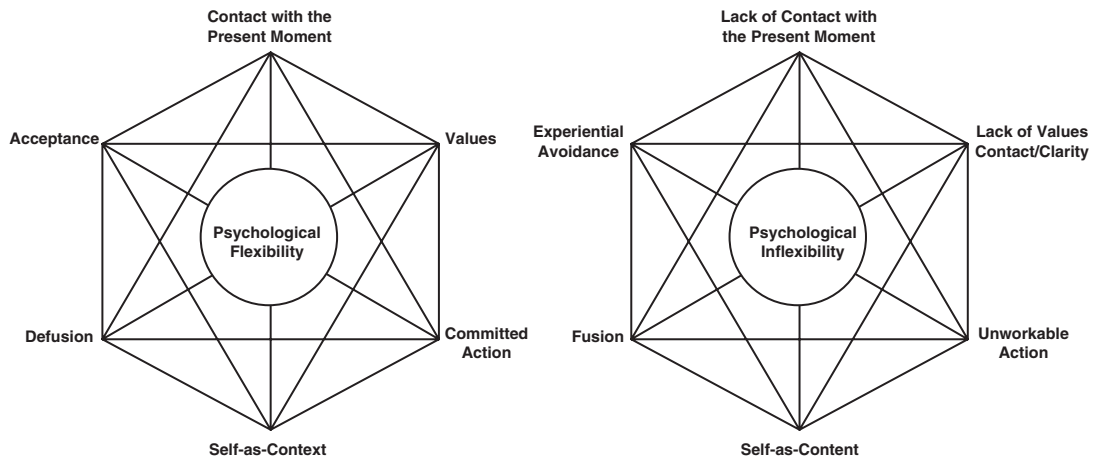 Contact with the
Present Moment
Acceptance
Values
Psychological
Flexibility
Defusion
Committed
Action
Self-as-Context
Lack of Contact with
the Present Moment
Experiential
Avoidance
Lack of Values
Contact/Clarity
Psychological
Inflexibility
Fusion
Unworkable
Action
Self-as-Content